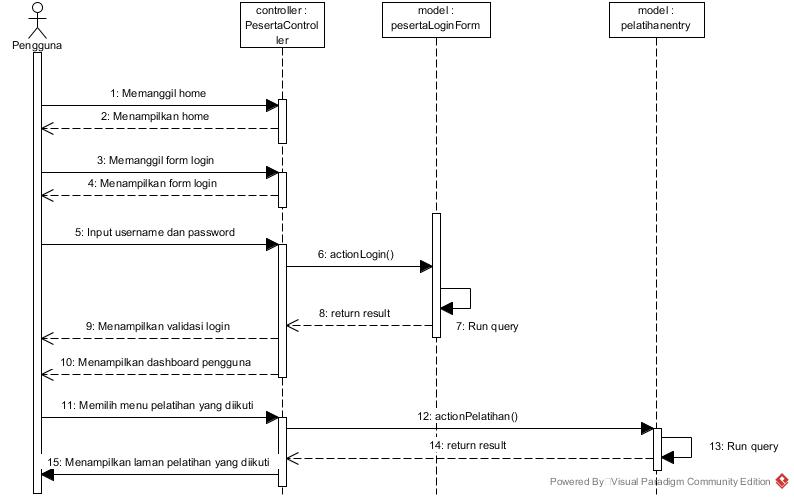 Pengguna
controller :
PesertaControl
ler
model :
pesertaLoginForm
model :
pelatihanentry
1: Memanggil home
2: Menampilkan home
3: Memanggil form login
4: Menampilkan form login
5: Input username dan password
6: actionLogin()
7: Run query
8: return result
9: Menampilkan validasi login
10: Menampilkan dashboard pengguna
11: Memilih menu pelatihan yang diikuti
12: actionPelatihan()
13: Run query
14: return result
15: Menampilkan laman pelatihan yang diikuti
Powered By Visual Paradigm Community Edition